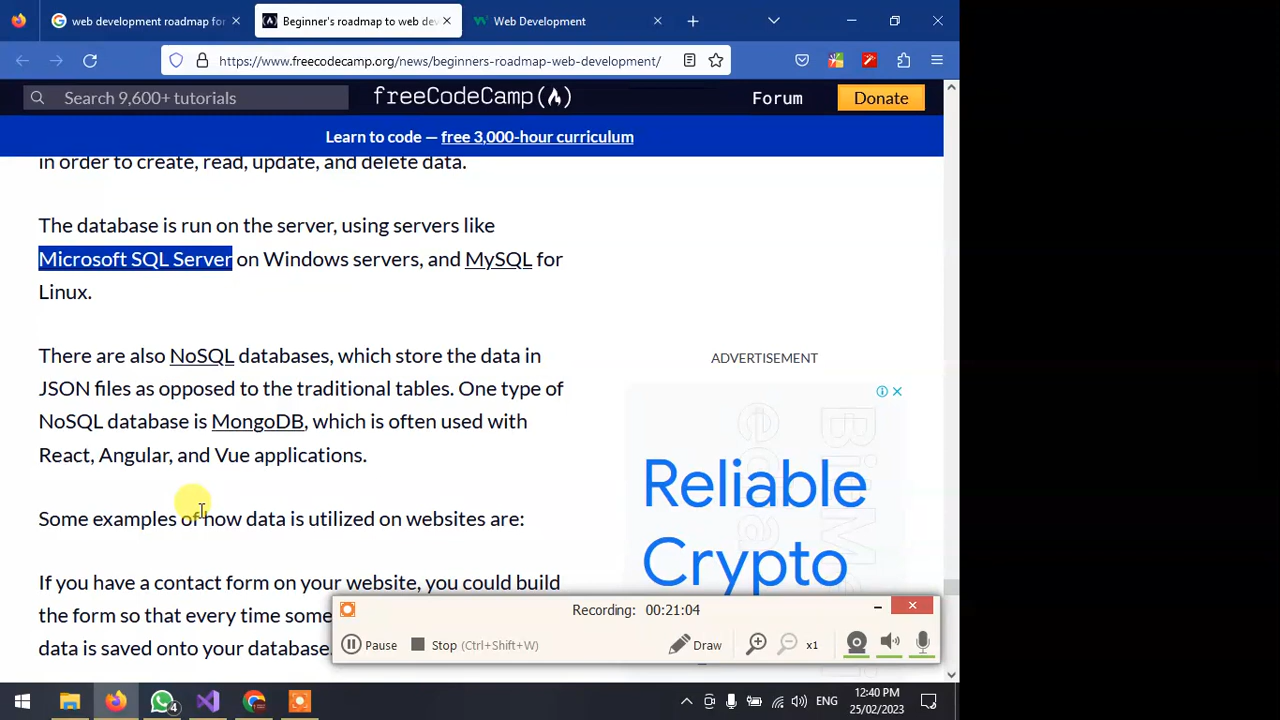 web development roadmap for
Beginner's roadmap to web dev
Web Development
https://www.freecodecamp.org/news/beginners-roadmap-web-development/
Search 9,600+ tutorials
freeCodeCamp
Forum
Donate
Learn to code — free 3,000-hour curriculum
in order to create, read, update, and delete data.
The database is run on the server, using servers like
Microsoft SQL Server on Windows servers, and MySQL for
Linux.
There are also NoSQL databases, which store the data in
JSON files as opposed to the traditional tables. One type of
NoSQL database is MongoDB, which is often used with
React, Angular, and Vue applications.
Some examples of how data is utilized on websites are:
If you have a contact form on your website, you could build
the form so that every time some
data is saved onto your database.
ADVERTISEMENT
Reliable
Crypto
Recording: 00:21:04
Pause
Stop (Ctrl+Shift+W)
Draw
x1
4
ENG
12:40 PM
25/02/2023